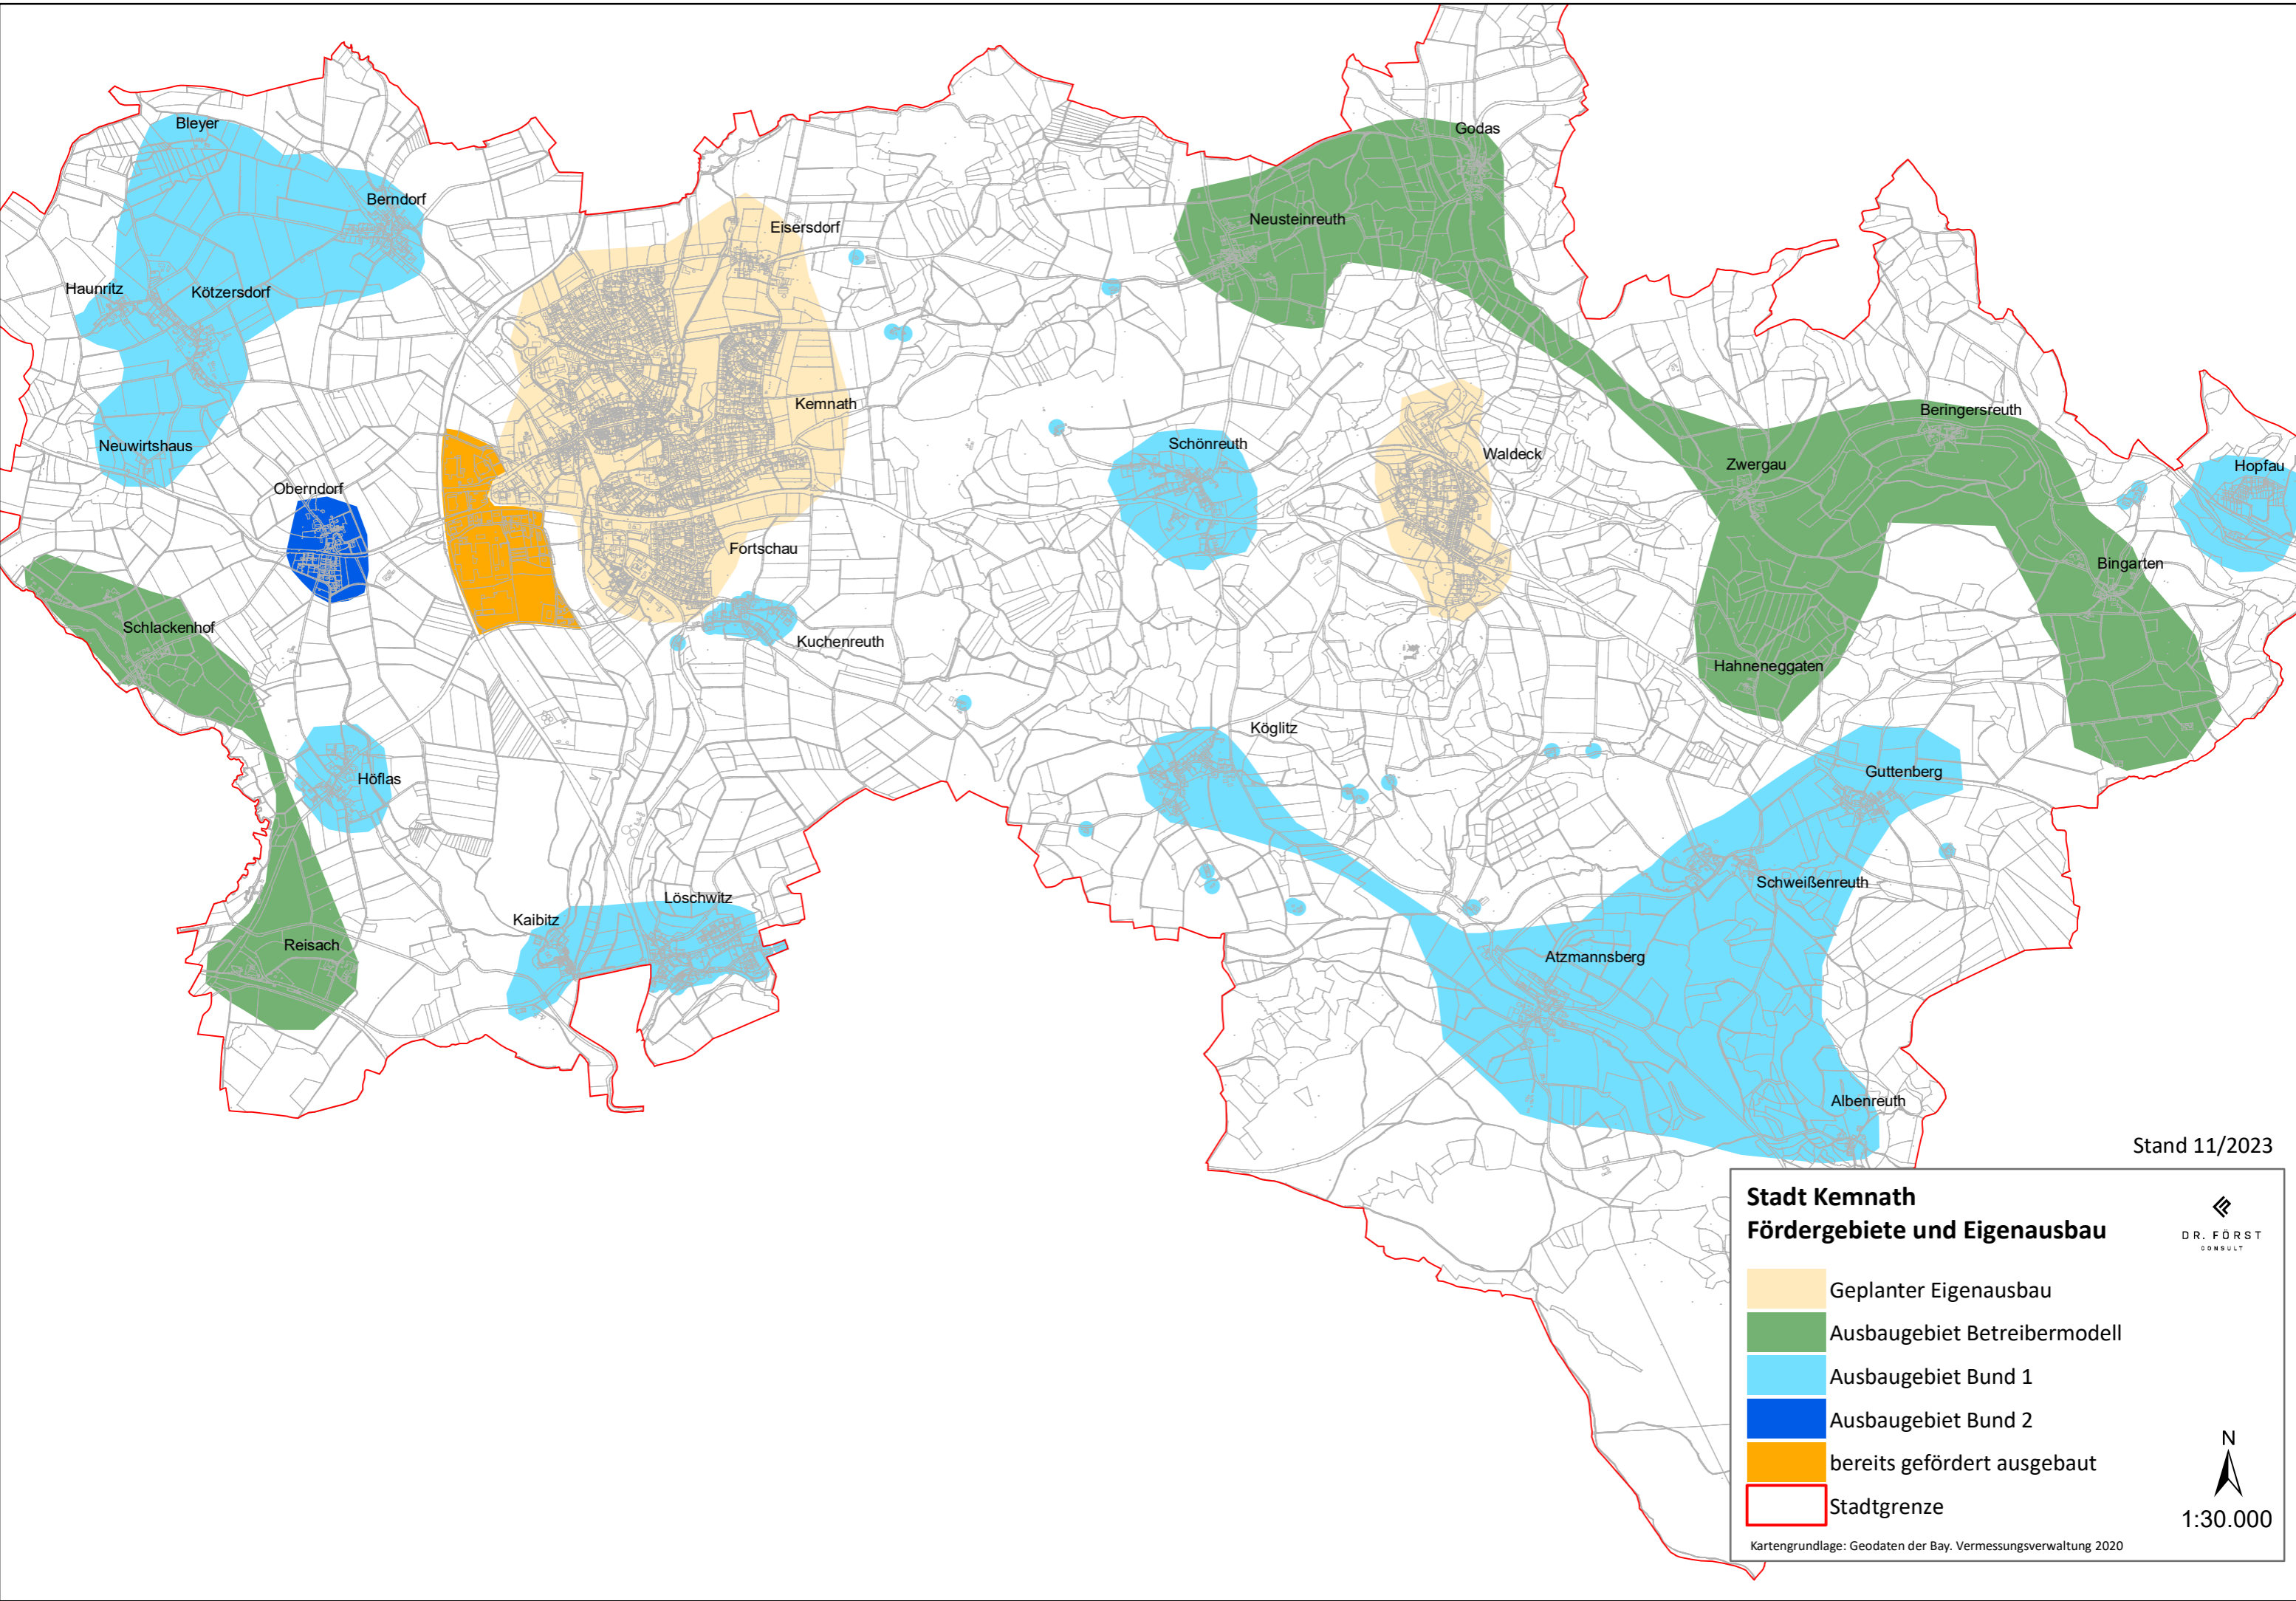 Bleyer
Godas
Berndorf
Neusteinreuth
Eisersdorf
Haunritz
Kötzersdorf
Kemnath
Beringersreuth
Neuwirtshaus
Schönreuth
Waldeck
Zwergau
Hopfau
Oberndorf
Fortschau
Bingarten
Schlackenhof
Kuchenreuth
Hahneneggaten
Köglitz
Höflas
Guttenberg
Schweißenreuth
Löschwitz
Kaibitz
Reisach
Atzmannsberg
Albenreuth
Stand 11/2023
Stadt Kemnath
Fördergebiete und Eigenausbau
DR. FÖRST
CONSULT
Geplanter Eigenausbau
Ausbaugebiet Betreibermodell
Ausbaugebiet Bund 1
Ausbaugebiet Bund 2
bereits gefördert ausgebaut
Stadtgrenze
N
1:30.000
Kartengrundlage: Geodaten der Bay. Vermessungsverwaltung 2020